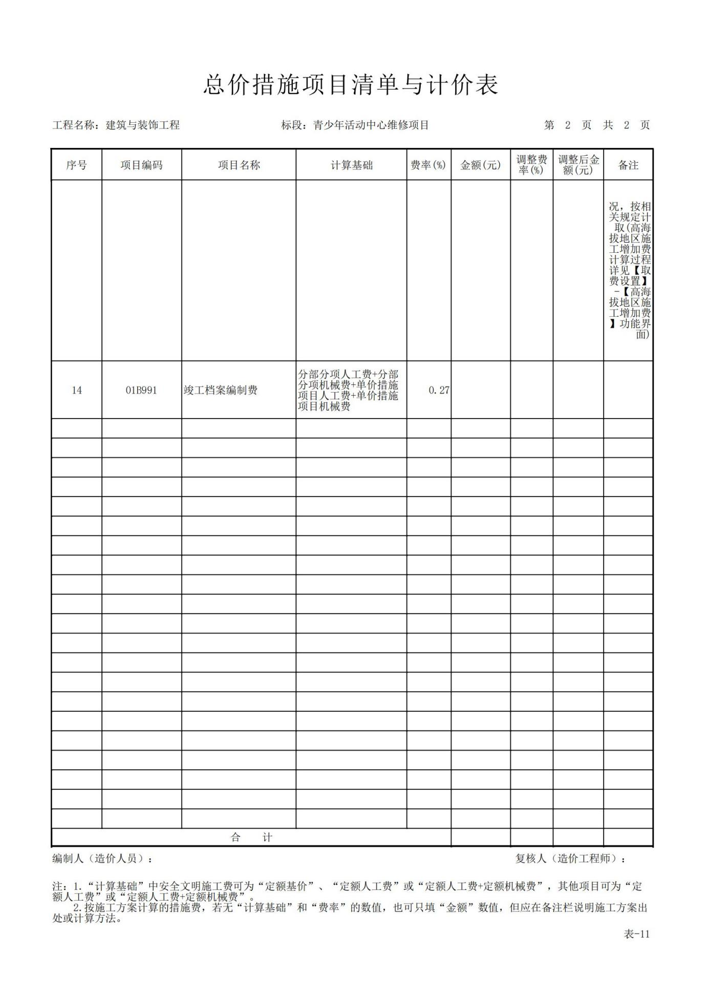 总价措施项目清单与计价表
工程名称：建筑与装饰工程 标段：青少年活动中心维修项目 第 2 页 共 2 页
序号 项目编码 项目名称 计算基础 费率(%) 金额(元) 调整费率(%) 调整后金额(元) 备注
况，按相
关规定计
取(高海
拔地区施
工增加费
计算过程
详见【取
费设置】
-【高海
拔地区施
工增加费
】功能界
面)
14 01B991 竣工档案编制费 分部分项人工费+分部
分项机械费+单价措施
项目人工费+单价措施
项目机械费 0.27
合 计
编制人（造价人员）： 复核人（造价工程师）：
注：1.“计算基础”中安全文明施工费可为“定额基价”、“定额人工费”或“定额人工费+定额机械费”，其他项目可为“定
额人工费”或“定额人工费+定额机械费”。
2.按施工方案计算的措施费，若无“计算基础”和“费率”的数值，也可只填“金额”数值，但应在备注栏说明施工方案出
处或计算方法。
表-11